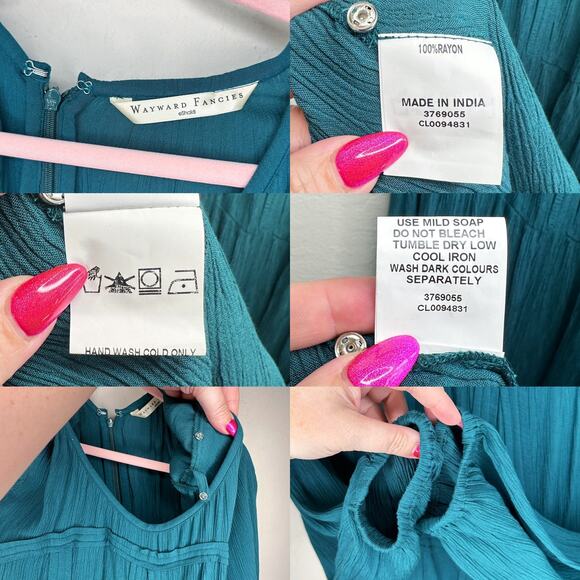 WAYWARD FANCIES
eShakti
100%RAYON
MADE IN INDIA
3769055
CL0094831
HAND WASH COLD ONLY
USE MILD SOAP
DO NOT BLEACH
TUMBLE DRY LOW
COOL IRON
WASH DARK COLOURS
SEPARATELY
3769055
CL0094831